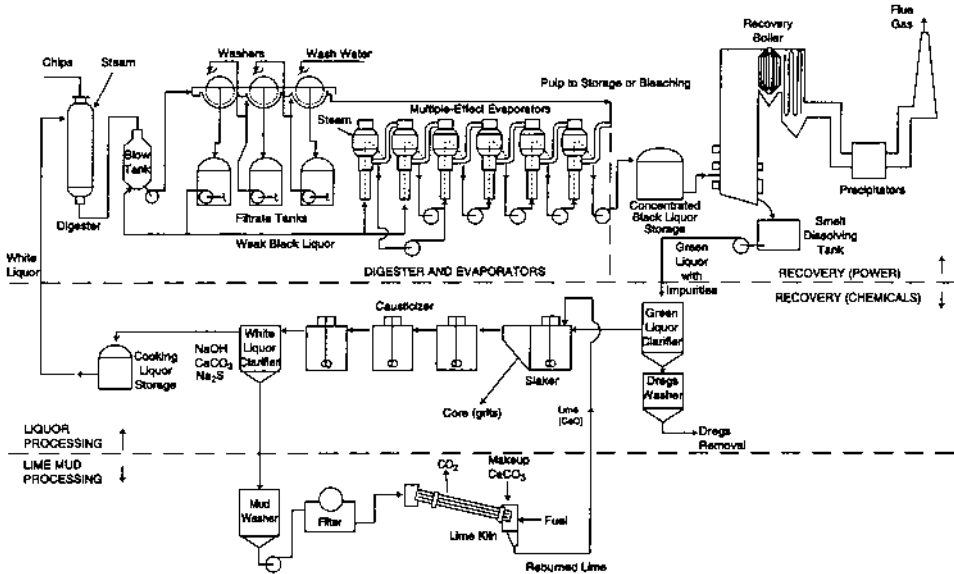 Flue
Gas
Recovery
Boiler
Washers
Wash Water
Chips
Steam
Pulp to Storage or Bleaching
Multiple-Effect Evaporators
Steam
Blow
Tank
Precipitators
Digester
Filtrate Tanks
Concentrated
Black Liquor
Storage
Smelt
Dissolving
Tank
Weak Black Liquor
White
Liquor
Green
Liquor
with
Impurities
DIGESTER AND EVAPORATORS
RECOVERY (POWER)
RECOVERY (CHEMICALS)
Causticizer
Green
Liquor
Clarifier
White
Liquor
Clarifier
NaOH
CaCO3
Na2S
Cooking
Liquor
Storage
Slaker
Dregs
Washer
Core (grits)
Lime
[CaO]
Dregs
Removal
LIQUOR
PROCESSING
LIME MUD
PROCESSING
CO2
Makeup
CaCO3
Mud
Washer
Filter
Fuel
Lime Kiln
Reburned Lime